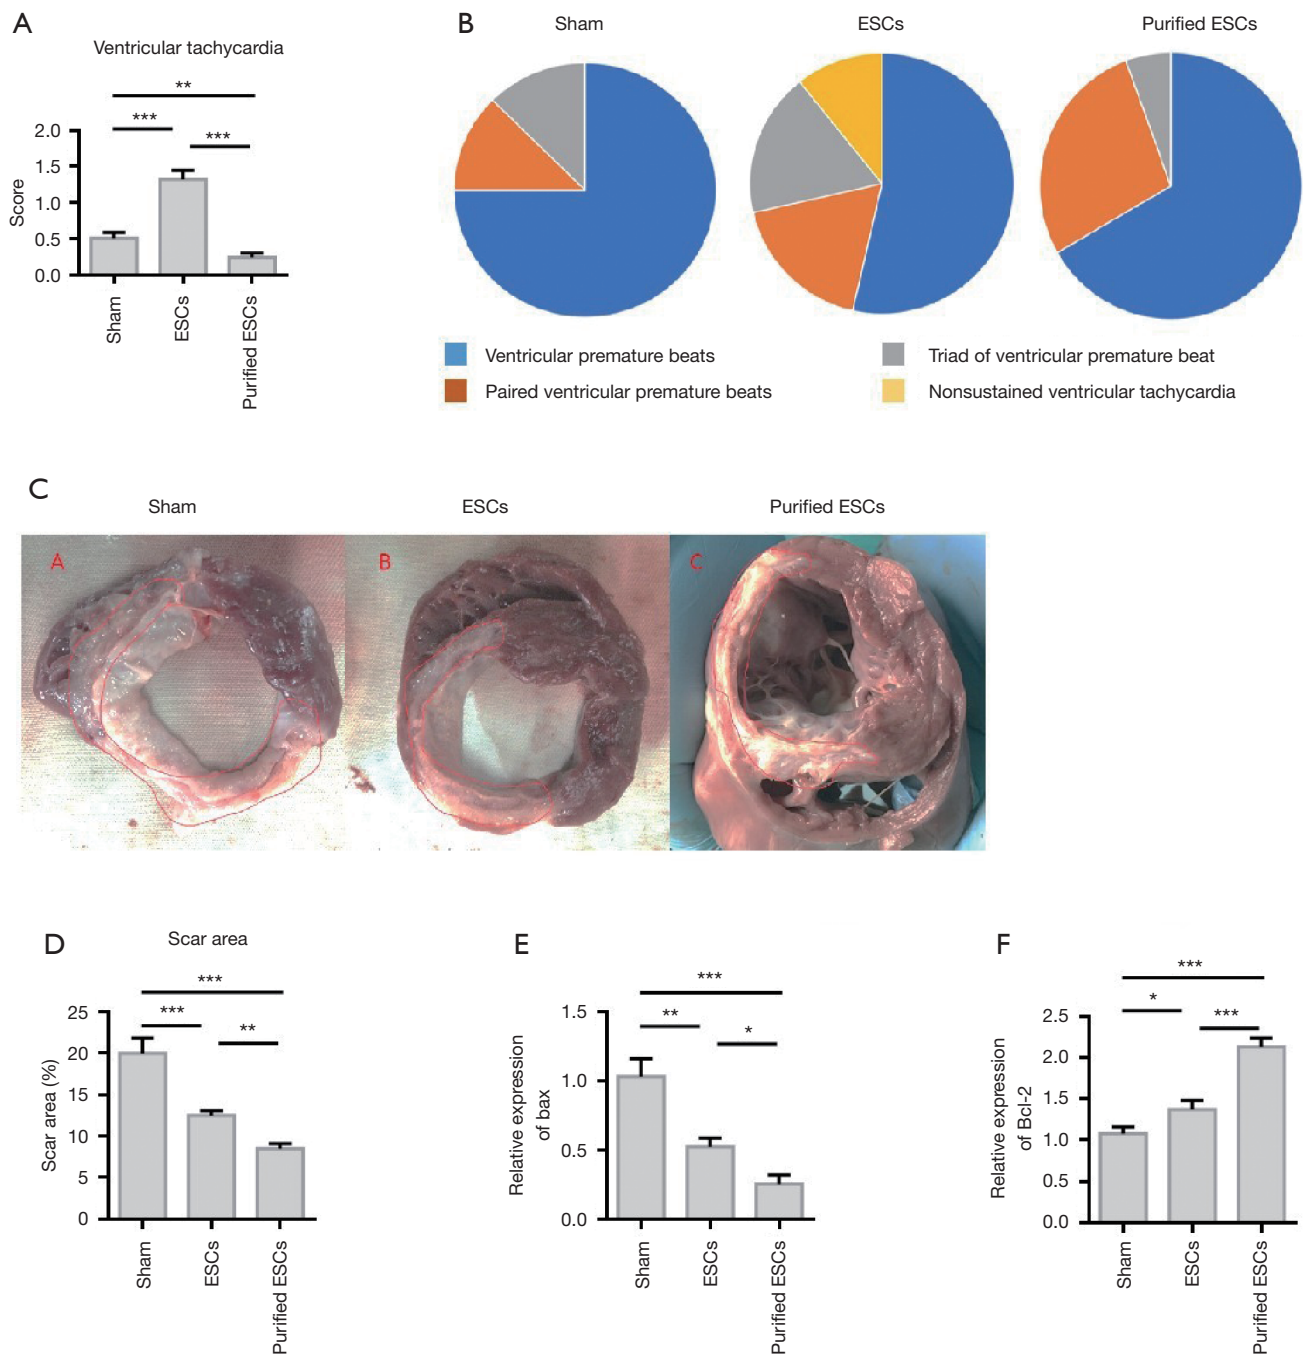 A
Ventricular tachycardia
**
***
***
2.0
1.5
1.0
0.5
0.0
Score
Sham
ESCs
Purified ESCs
B
Sham
ESCs
Purified ESCs
Ventricular premature beats
Paired ventricular premature beats
Triad of ventricular premature beat
Nonsustained ventricular tachycardia
C
Sham
ESCs
Purified ESCs
A
B
C
D
Scar area
***
***
**
25
20
15
10
5
0
Scar area (%)
Sham
ESCs
Purified ESCs
E
***
**
*
1.5
1.0
0.5
0.0
Relative expression
of bax
Sham
ESCs
Purified ESCs
F
***
*
***
2.5
2.0
1.5
1.0
0.5
0.0
Relative expression
of Bcl-2
Sham
ESCs
Purified ESCs